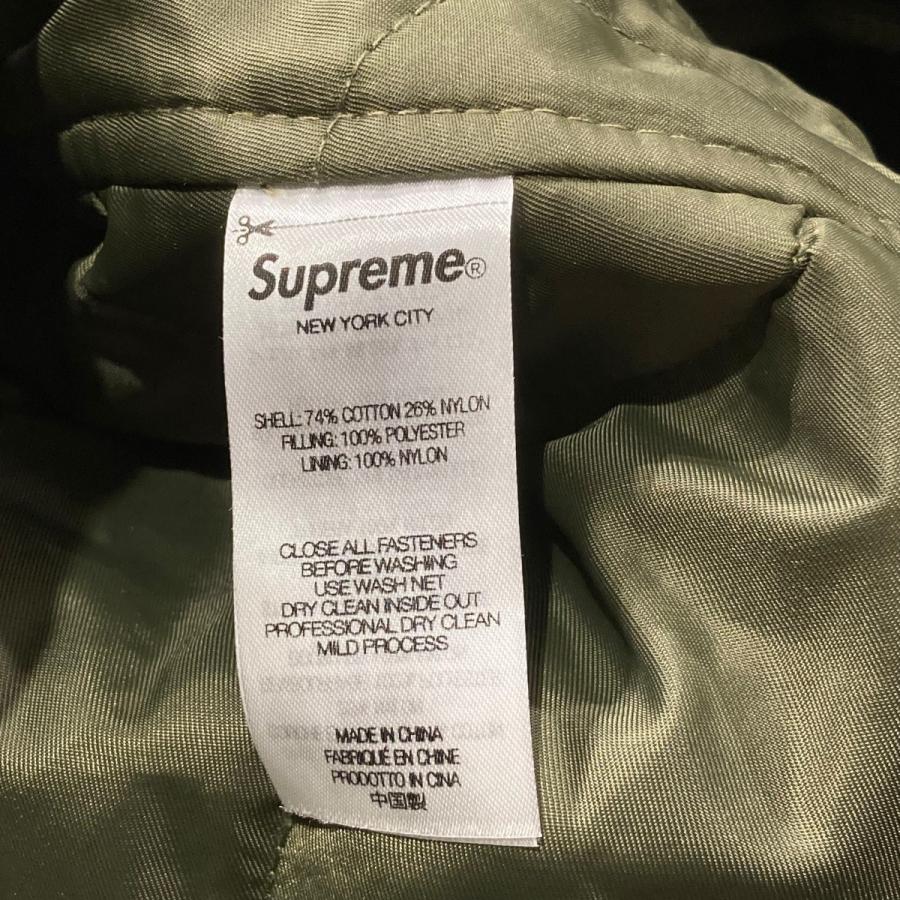 Supreme®
NEW YORK CITY
SHELL: 74% COTTON 26% NYLON
FILLING: 100% POLYESTER
LINING: 100% NYLON
CLOSE ALL FASTENERS
BEFORE WASHING
USE WASH NET
DRY CLEAN INSIDE OUT
PROFESSIONAL DRY CLEAN
MILD PROCESS
MADE IN CHINA
FABRIQUÉ EN CHINE
PRODOTTO IN CINA
中国製